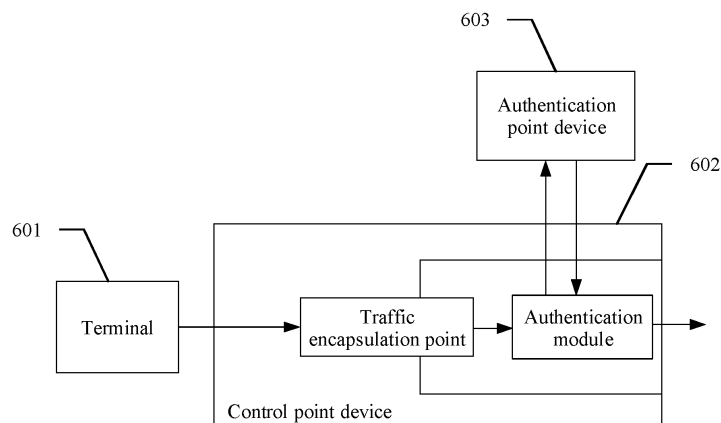 603
Authentication
point device
602
601
Terminal
Traffic
encapsulation point
Authentication
module
Control point device